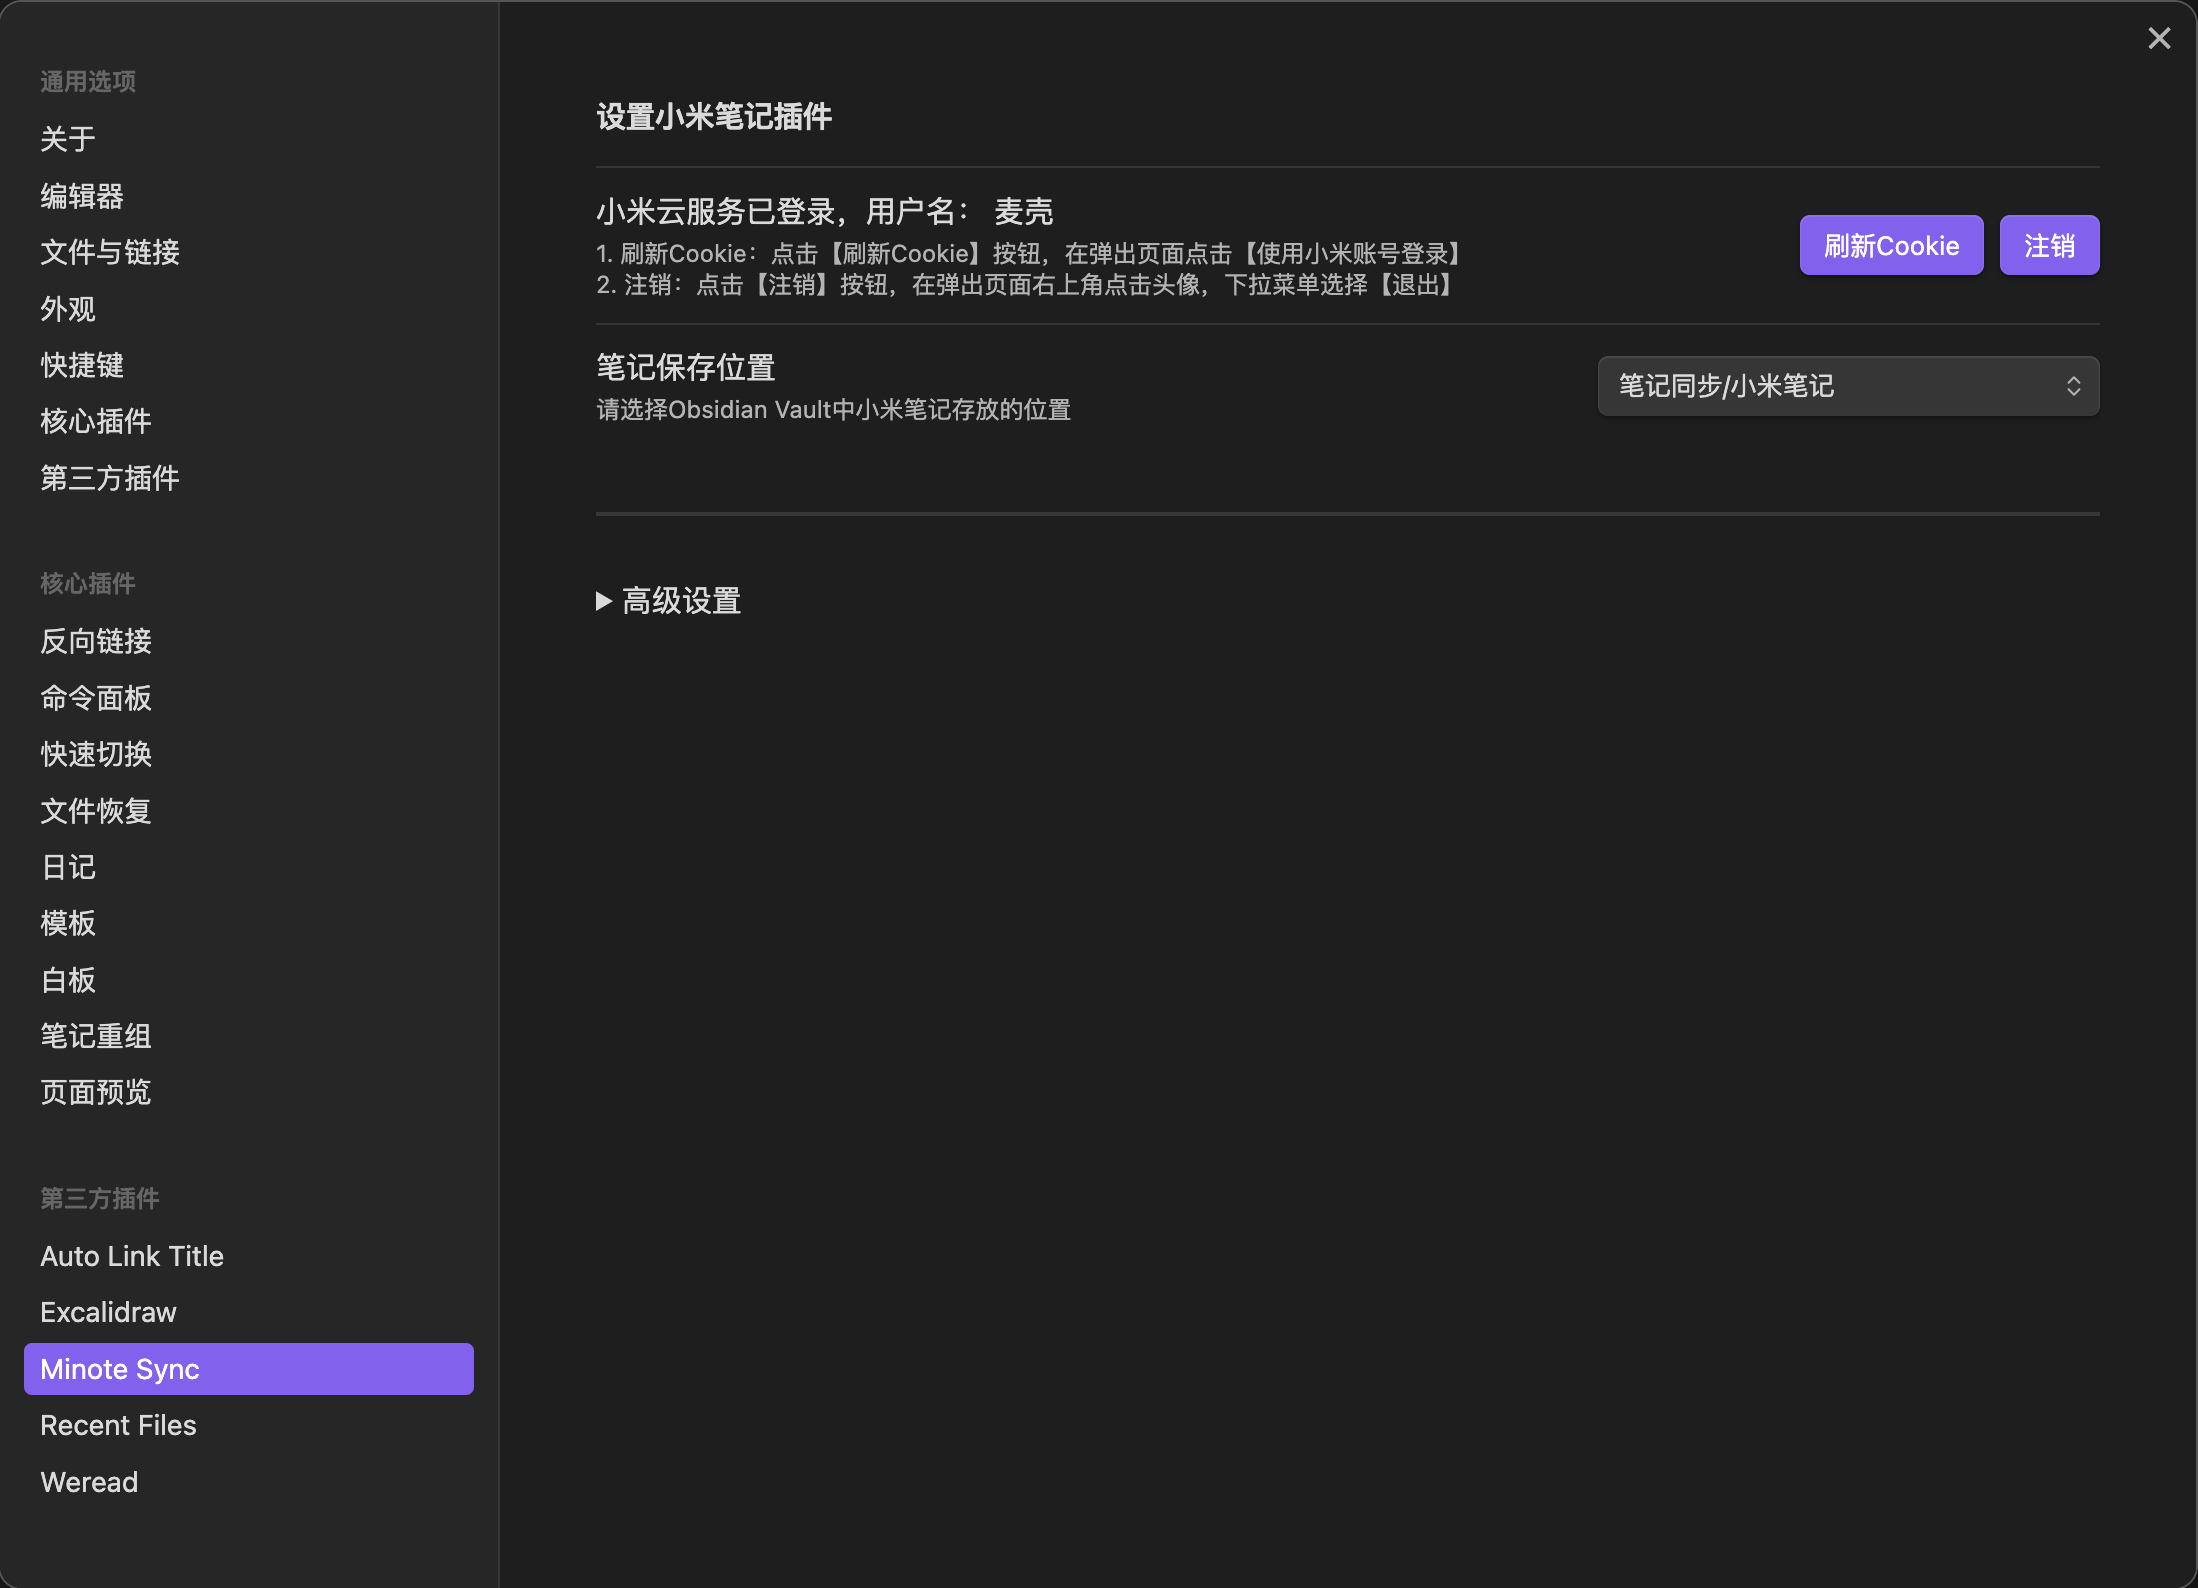 通用选项
关于
编辑器
文件与链接
外观
快捷键
核心插件
第三方插件
核心插件
反向链接
命令面板
快速切换
文件恢复
日记
模板
白板
笔记重组
页面预览
第三方插件
Auto Link Title
Excalidraw
Minote Sync
Recent Files
Weread
设置小米笔记插件
小米云服务已登录，用户名： 麦壳
1. 刷新Cookie：点击【刷新Cookie】按钮，在弹出页面点击【使用小米账号登录】
2. 注销：点击【注销】按钮，在弹出页面右上角点击头像，下拉菜单选择【退出】
刷新Cookie
注销
笔记保存位置
请选择Obsidian Vault中小米笔记存放的位置
笔记同步/小米笔记
高级设置